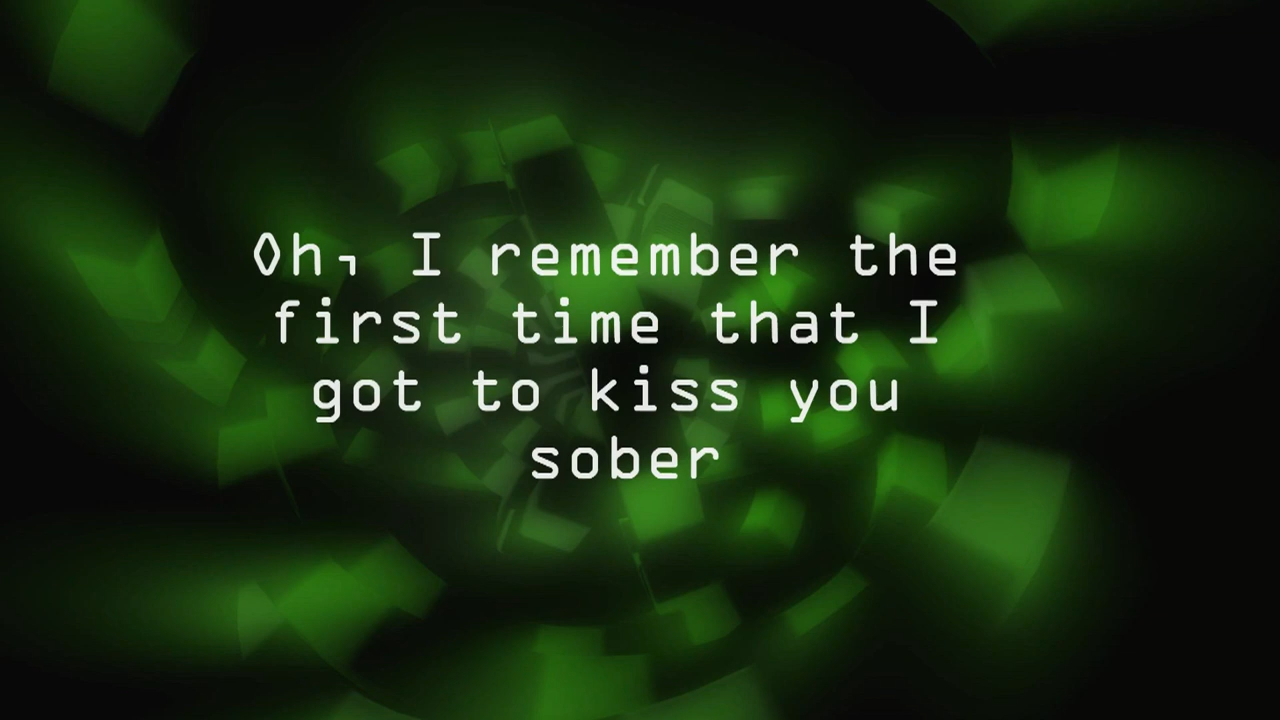 Oh, I remember the
first time that I
got to kiss you
sober